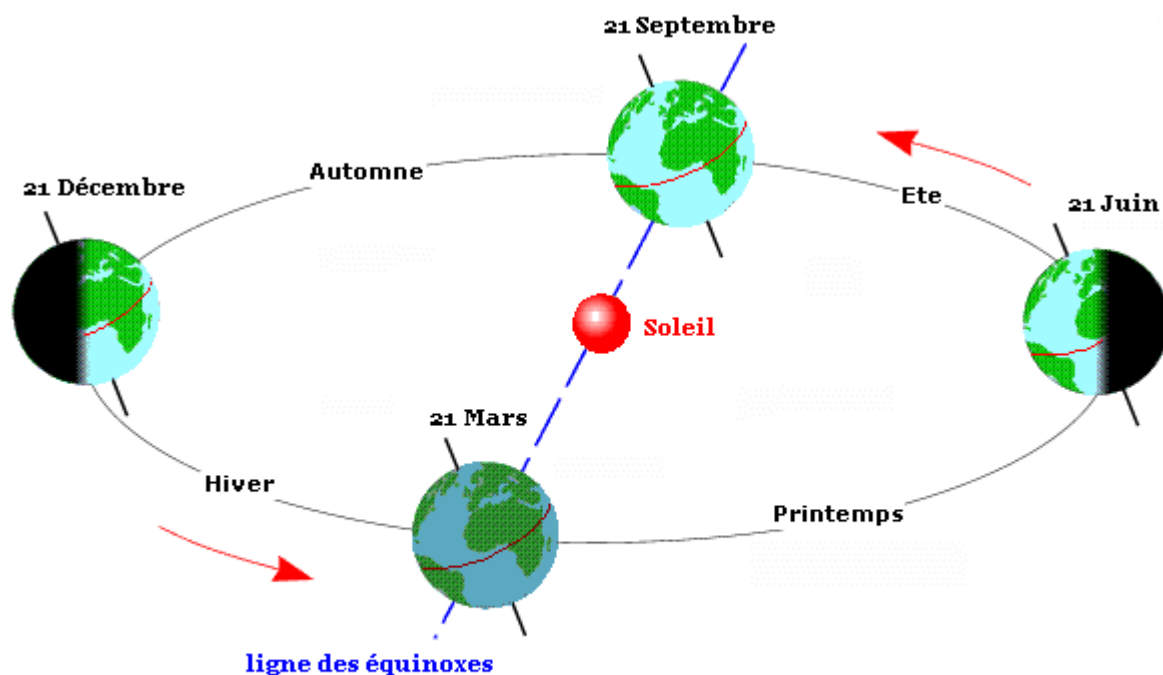 21 Septembre
Automne
21 Décembre
Ete
21 Juin
Soleil
21 Mars
Hiver
Printemps
ligne des équinoxes